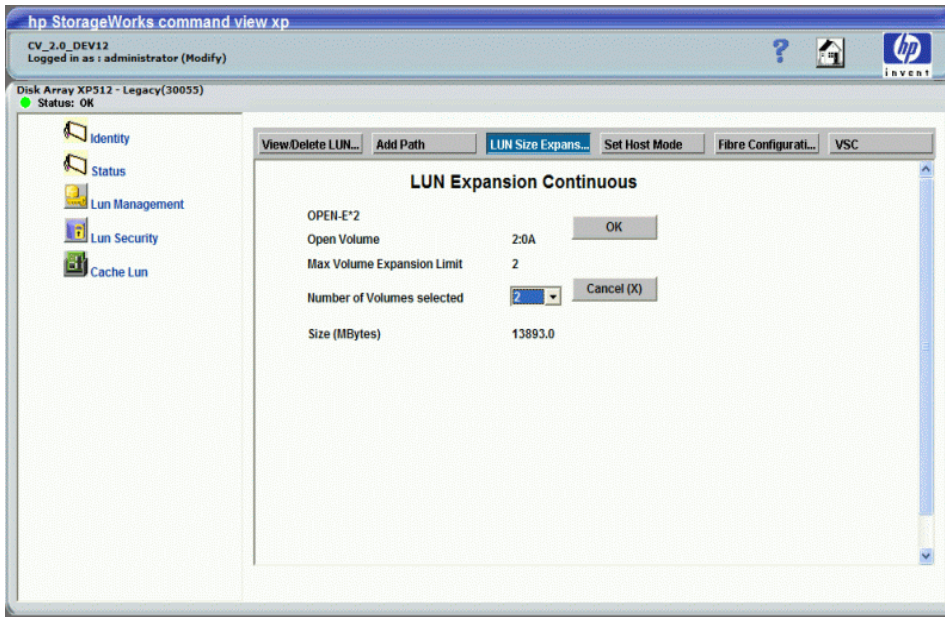 hp StorageWorks command view xp
CV_2.0_DEV12
Logged in as : administrator (Modify)
?
hp
invent
Disk Array XP512 - Legacy(30055)
Status: OK
Identity
Status
Lun Management
Lun Security
Cache Lun
View/Delete LUN... Add Path LUN Size Expans... Set Host Mode Fibre Configurati... VSC
LUN Expansion Continuous
OPEN-E*2
OK
Open Volume 2:0A
Max Volume Expansion Limit 2
Number of Volumes selected 2 Cancel (X)
Size (MBytes) 13893.0